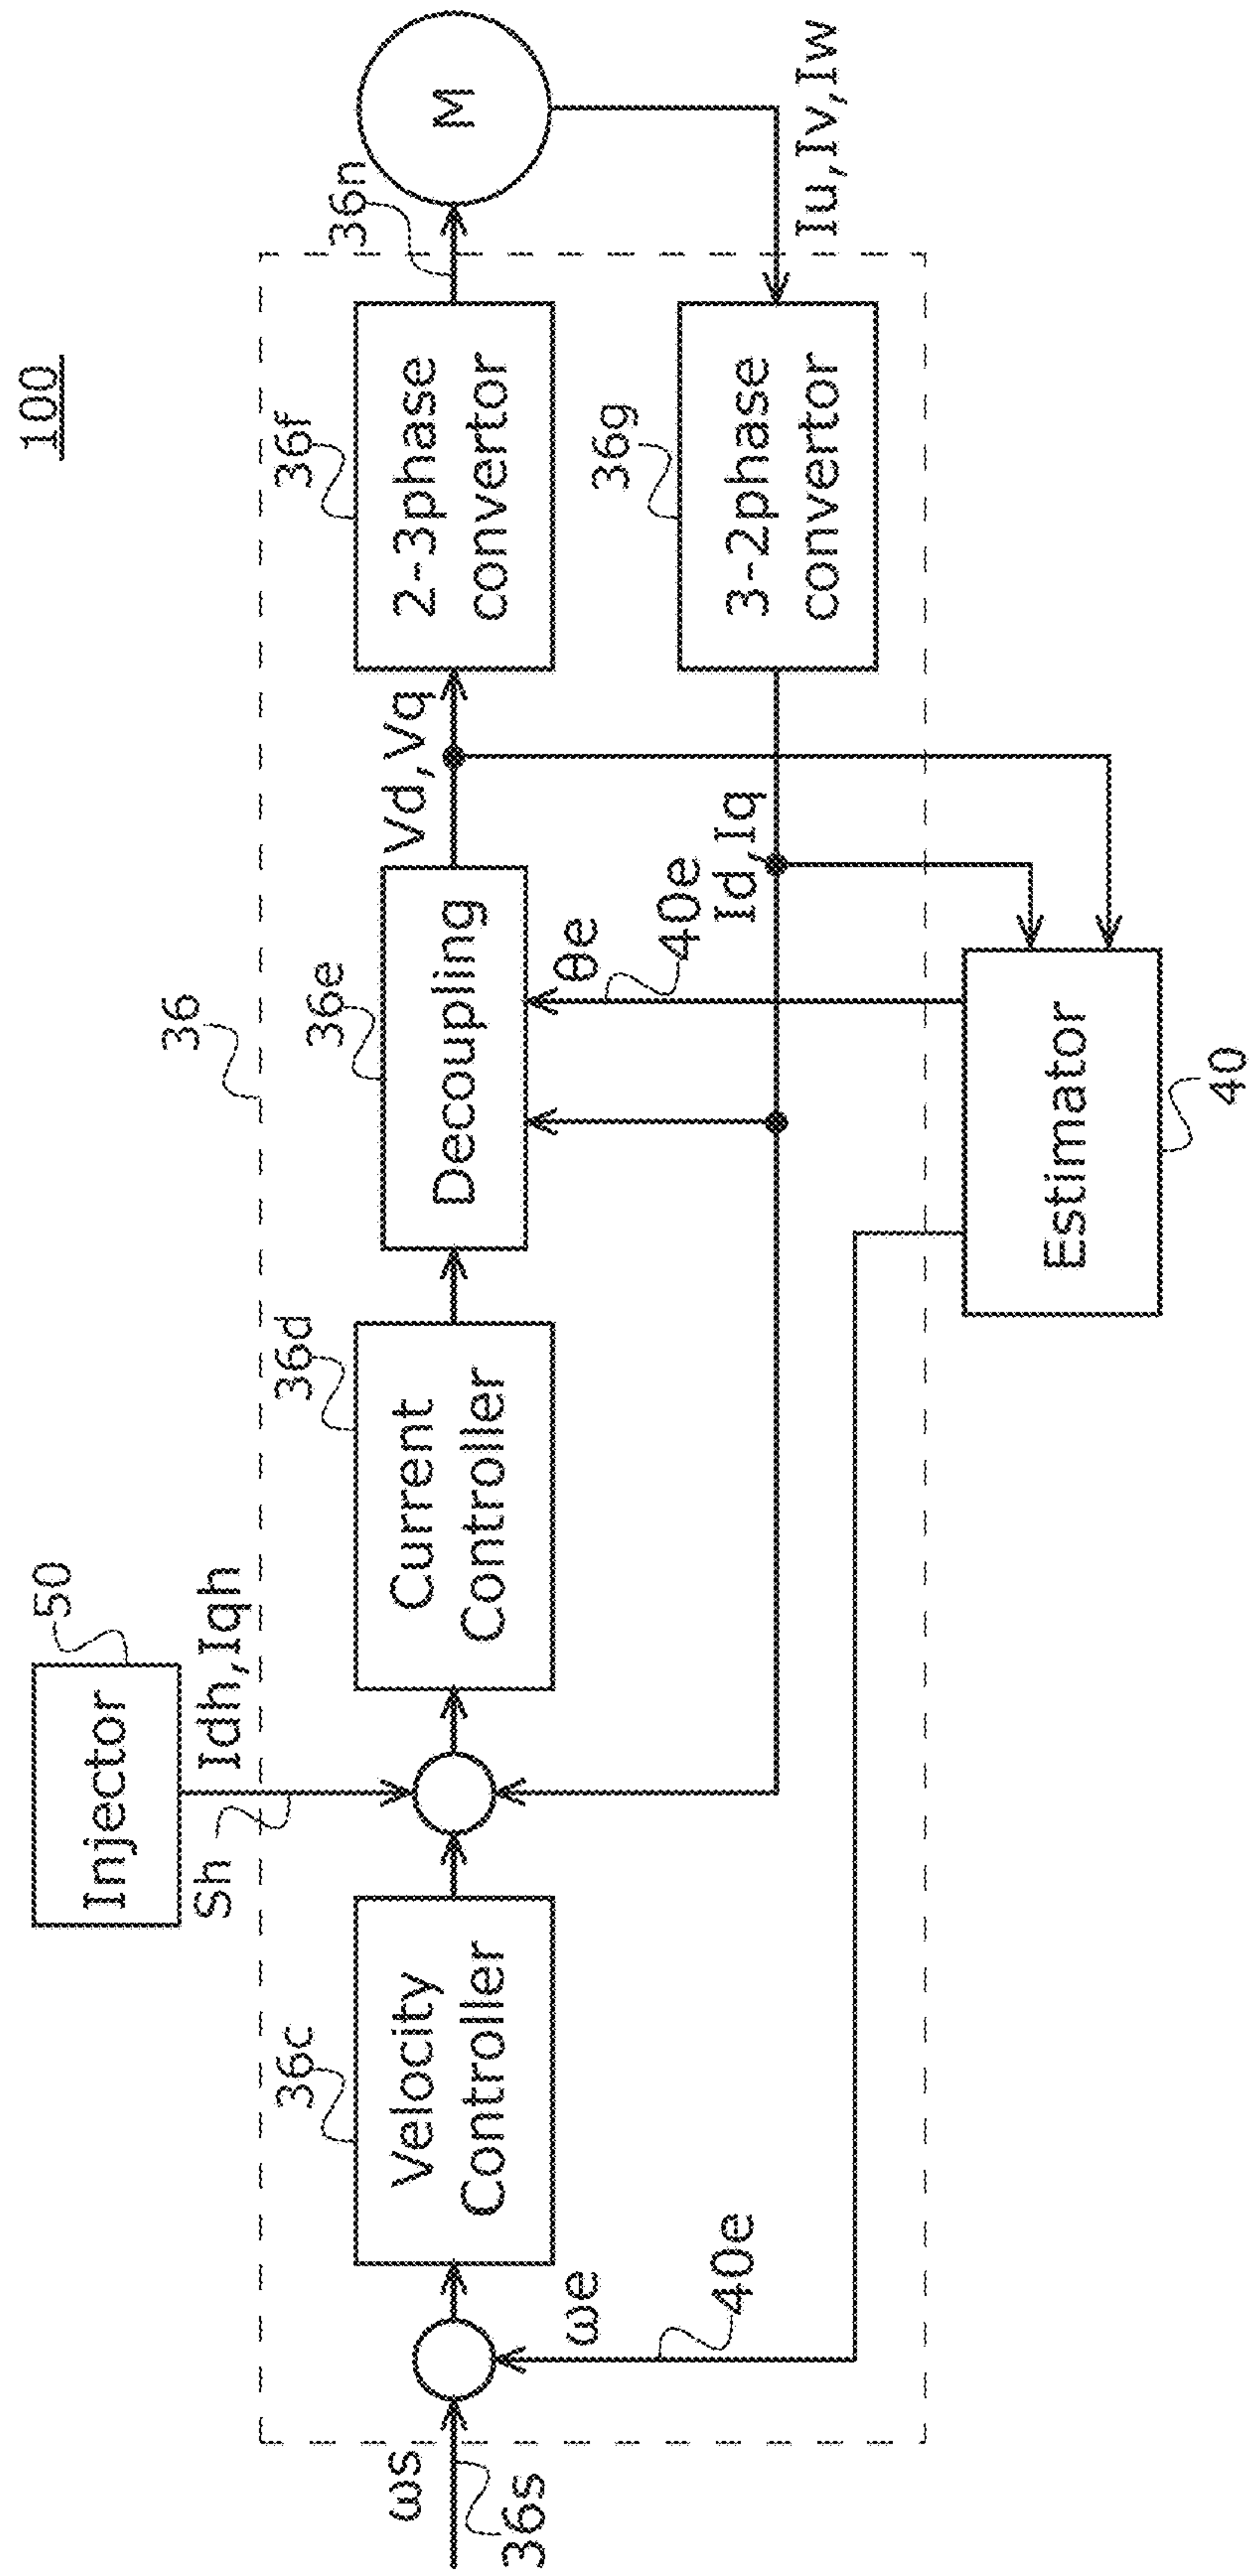 100
Injector
50
Sh
Idh,Iqh
36
ωs
36s
ωe
40e
36c
Velocity
Controller
36d
Current
Controller
36e
Decoupling
θe
40e
Vd,Vq
Id,Iq
36f
2-3phase
convertor
36g
3-2phase
convertor
36n
M
Iu,Iv,Iw
Estimator
40